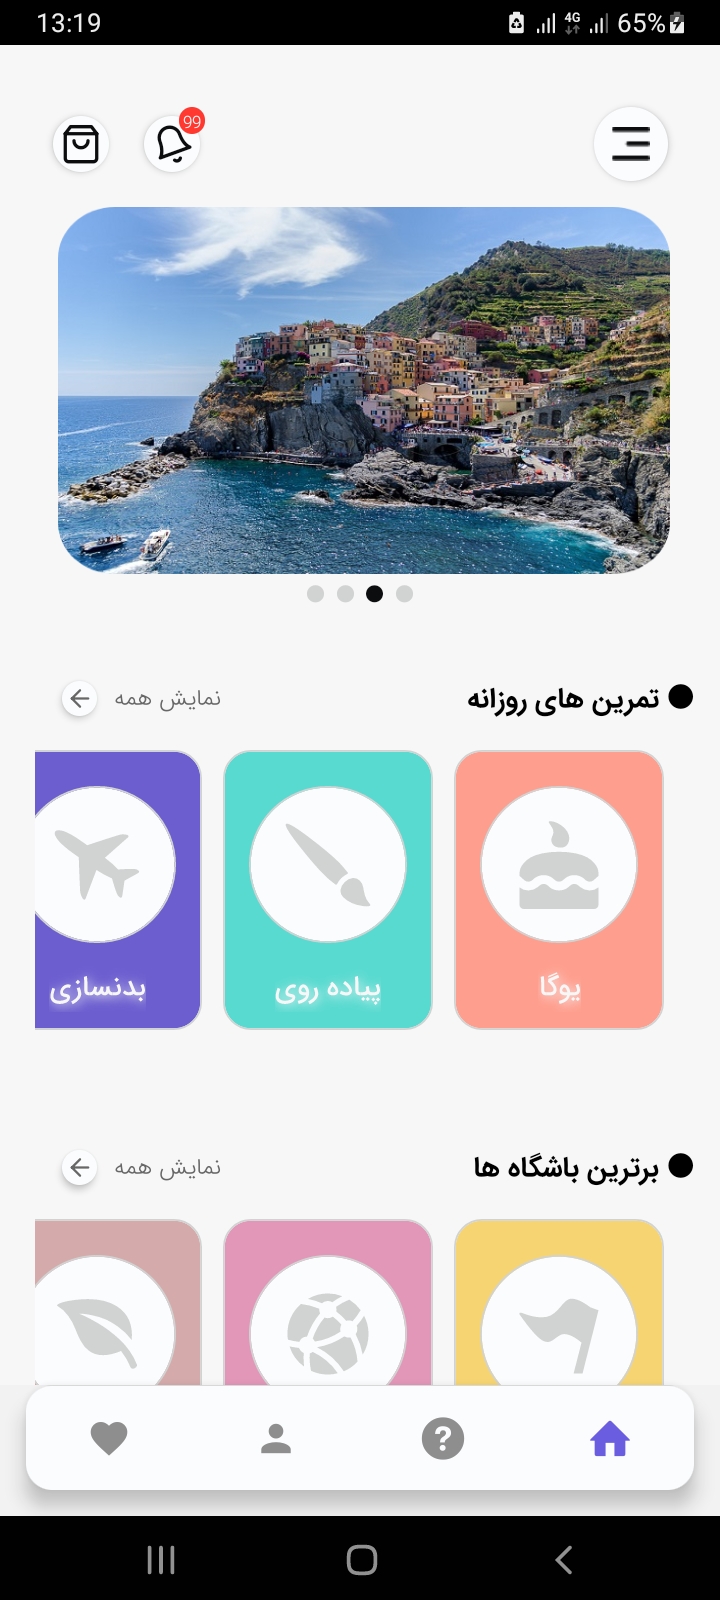 13:19
4G
65%
99
تمرین های روزانه
نمایش همه
یوگا
پیاده روی
بدنسازی
برترین باشگاه ها
نمایش همه